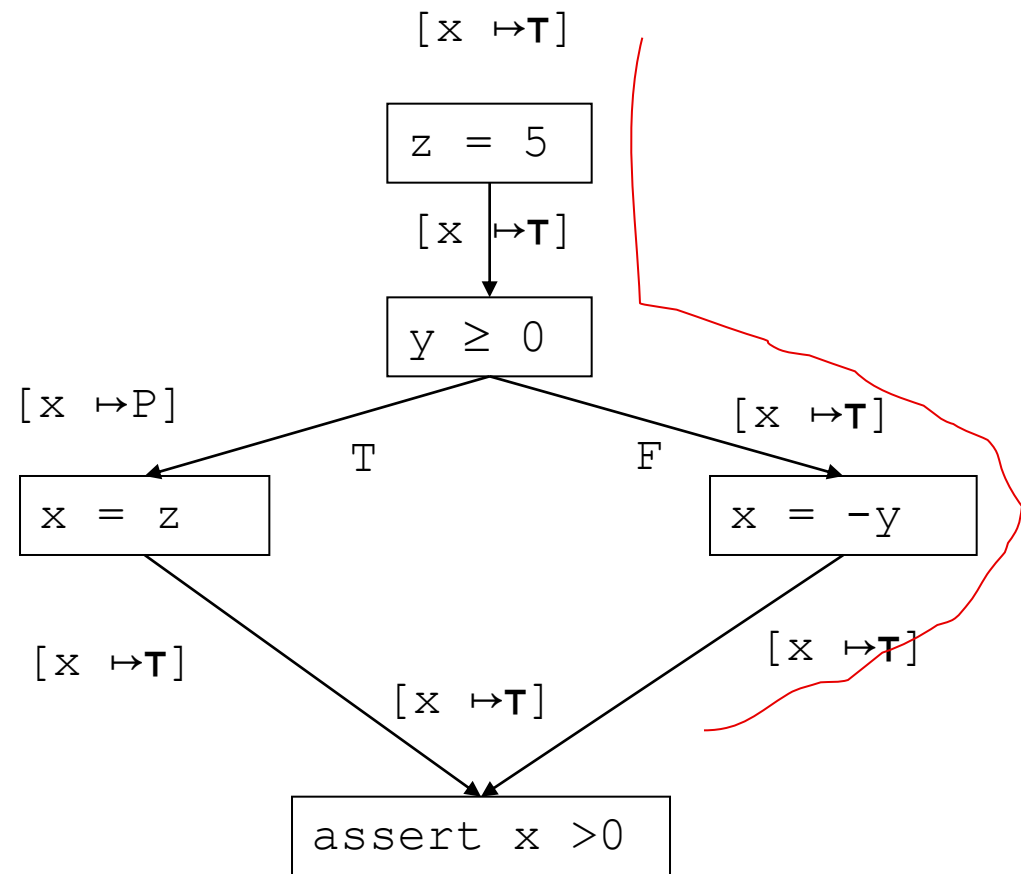 [x ↦⊤]
z = 5
[x ↦⊤]
y ≥ 0
[x ↦P]
[x ↦⊤]
T
F
x = z
x = -y
[x ↦⊤]
[x ↦⊤]
[x ↦⊤]
assert x >0